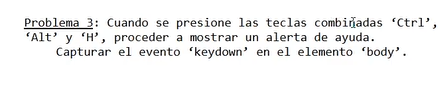 Problema 3: Cuando se presione las teclas combinadas ‘Ctrl’,
‘Alt’ y ‘H’, proceder a mostrar un alerta de ayuda.
Capturar el evento ‘keydown’ en el elemento ‘body’.